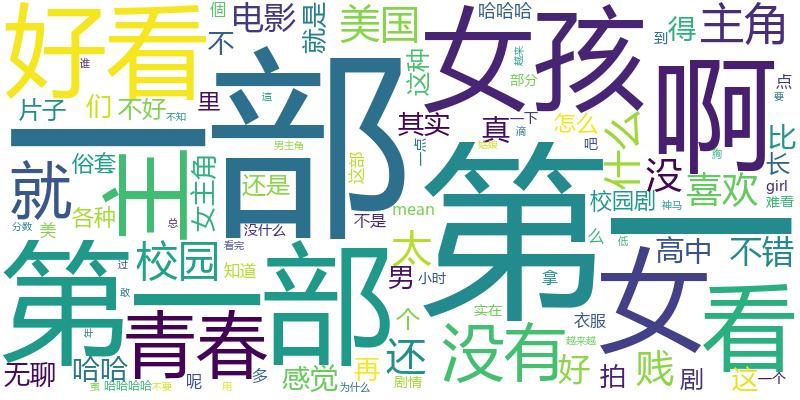 好看
一部
女孩
啊
第一
第一部
女
看
王
就
青春
校园
没有
主角
美国
电影
哈哈哈
個
不
就是
这种
到
得
越来
部分
谁
片子
们
不好
不知
里
這
其实
真
一下
滴
怎么
吧
什么
没
点
要
比
长
俗套
女主角
男主角
还是
这部
一点
姑娘
胸
喜欢
girl
难看
神马
校园剧
各种
美
分数
总
没什么
不是
mean
太
么
低
高中
不错
看完
知道
过
敢
男
小时
拿
个
实在
衣服
还
越来越
无聊
哈哈
出
哈哈哈哈
不要
呢
用
多
感觉
为什么
再
剧情
好
拍
贱
剧
这
一个